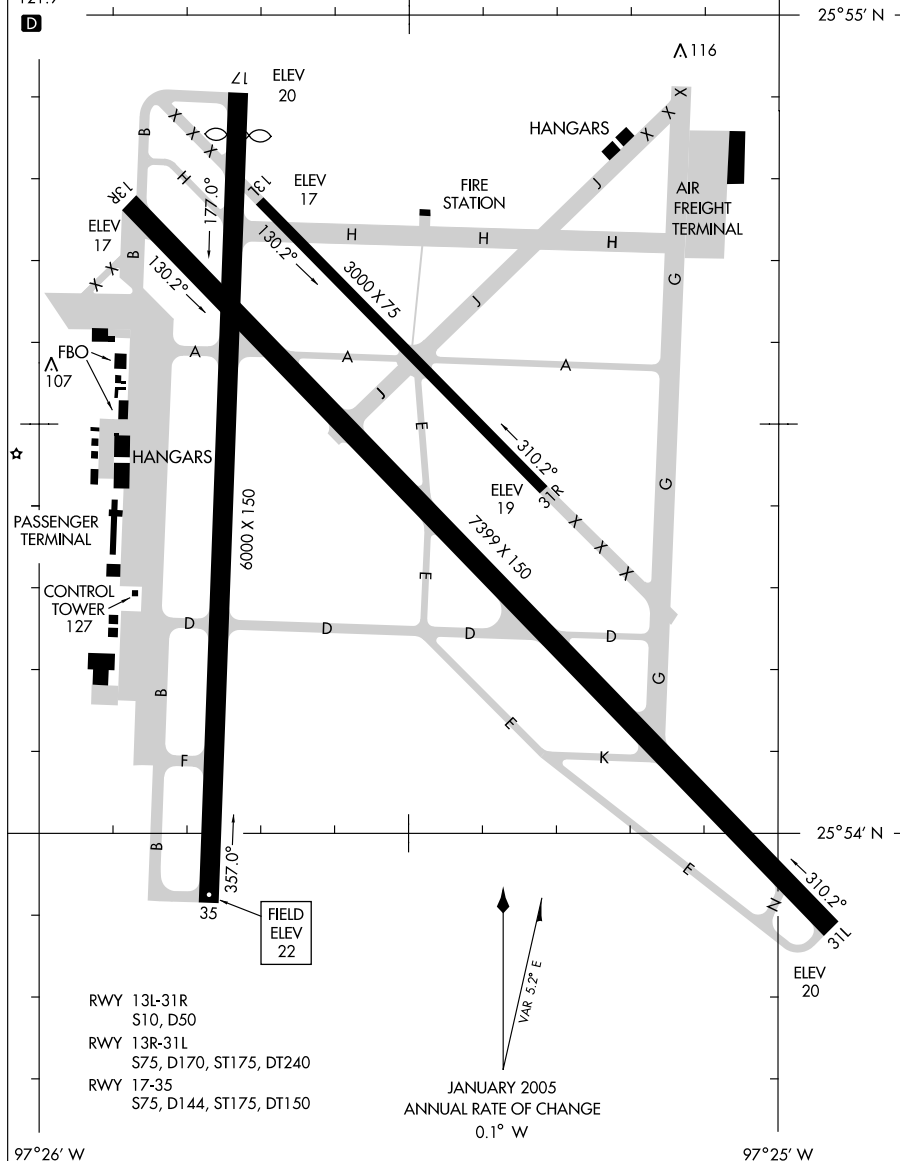 121.9
D
25°55' N
116
17
ELEV
20
HANGARS
X
X
X
X
X
X
B
H
177.0°
13L
ELEV
17
FIRE
STATION
J
AIR
FREIGHT
TERMINAL
13R
ELEV
17
B
130.2°
130.2°
H
H
H
3000 X 75
J
G
X
X
A
A
A
FBO
107
J
E
310.2°
HANGARS
ELEV
19
31R
G
X
X
X
PASSENGER
TERMINAL
6000 X 150
7399 X 150
E
CONTROL
TOWER
127
D
D
D
D
B
G
E
F
K
25°54' N
B
357.0°
E
310.2°
N
31L
35
FIELD
ELEV
22
ELEV
20
VAR 5.2° E
RWY 13L-31R
S10, D50
RWY 13R-31L
S75, D170, ST175, DT240
RWY 17-35
S75, D144, ST175, DT150
JANUARY 2005
ANNUAL RATE OF CHANGE
0.1° W
97°26' W
97°25' W